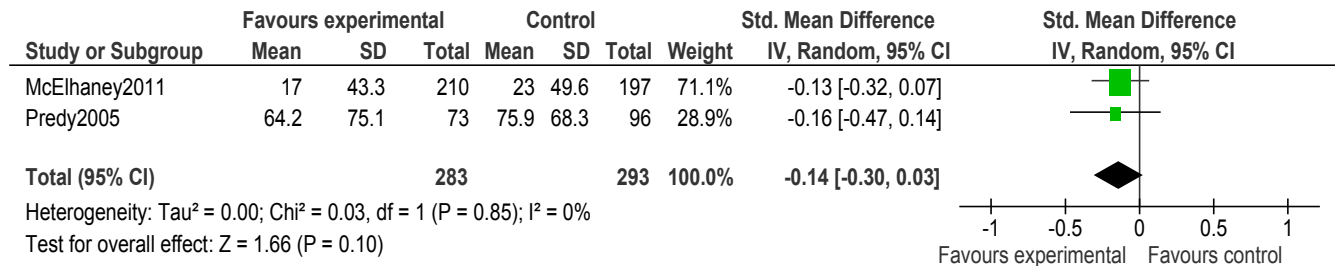 Favours experimental Control Std. Mean Difference Std. Mean Difference
Study or Subgroup Mean SD Total Mean SD Total Weight IV, Random, 95% CI IV, Random, 95% CI
McElhaney2011 17 43.3 210 23 49.6 197 71.1% -0.13 [-0.32, 0.07]
Predy2005 64.2 75.1 73 75.9 68.3 96 28.9% -0.16 [-0.47, 0.14]
Total (95% CI) 283 293 100.0% -0.14 [-0.30, 0.03]
Heterogeneity: Tau² = 0.00; Chi² = 0.03, df = 1 (P = 0.85); I² = 0%
Test for overall effect: Z = 1.66 (P = 0.10)
-1 -0.5 0 0.5 1
Favours experimental Favours control